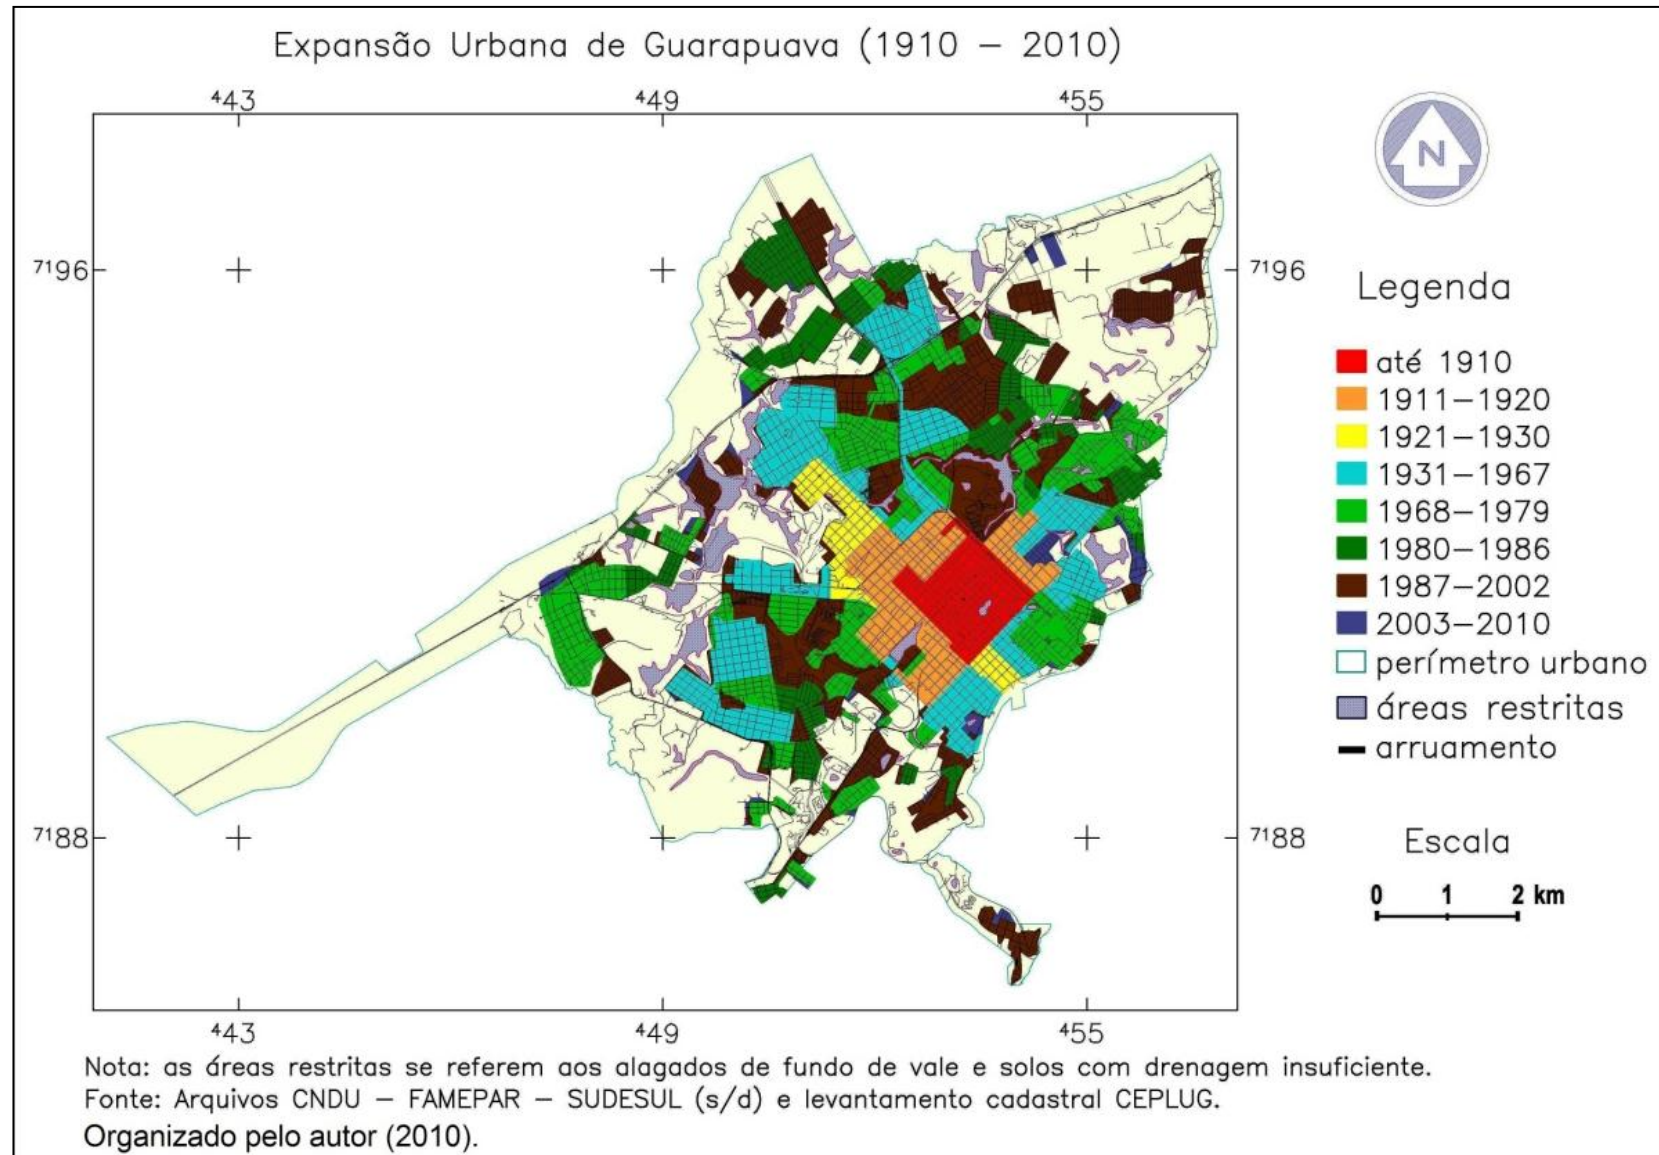 Expansão Urbana de Guarapuava (1910 – 2010)
443 449 455
7196 7196
N
Legenda
até 1910
1911–1920
1921–1930
1931–1967
1968–1979
1980–1986
1987–2002
2003–2010
perímetro urbano
áreas restritas
arruamento
7188 7188
Escala
0 1 2 km
443 449 455
Nota: as áreas restritas se referem aos alagados de fundo de vale e solos com drenagem insuficiente.
Fonte: Arquivos CNDU – FAMEPAR – SUDESUL (s/d) e levantamento cadastral CEPLUG.
Organizado pelo autor (2010).